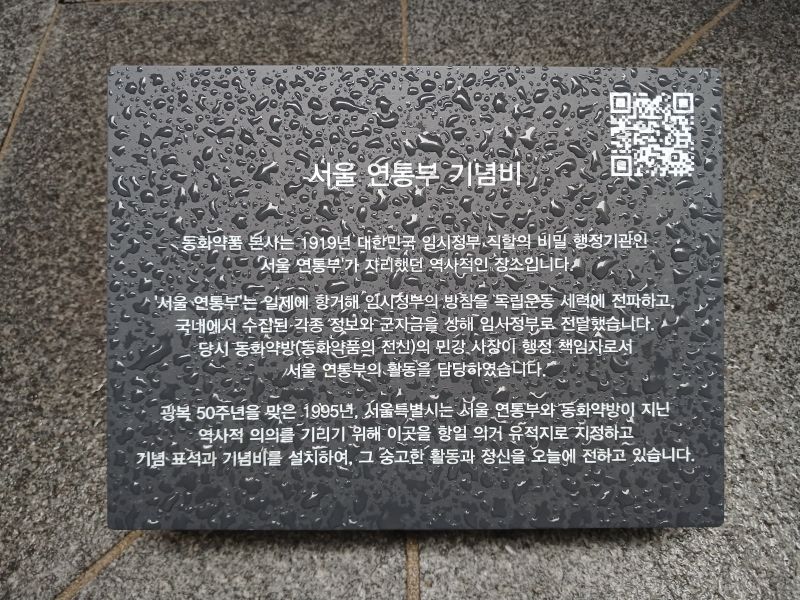 서울 연통부 기념비
동화약품 본사는 1919년 대한민국 임시정부 직할의 비밀 행정기관인
'서울 연통부'가 자리했던 역사적인 장소입니다.
'서울 연통부'는 일제에 항거해 임시정부의 방침을 독립운동 세력에 전파하고,
국내에서 수집된 각종 정보와 군자금을 상해 임시정부로 전달했습니다.
당시 동화약방(동화약품의 전신)의 민강 사장이 행정 책임자로서
서울 연통부의 활동을 담당하였습니다.
광복 50주년을 맞은 1995년, 서울특별시는 서울 연통부와 동화약방이 지닌
역사적 의의를 기리기 위해 이곳을 항일 의거 유적지로 지정하고
기념 표석과 기념비를 설치하여, 그 숭고한 활동과 정신을 오늘에 전하고 있습니다.